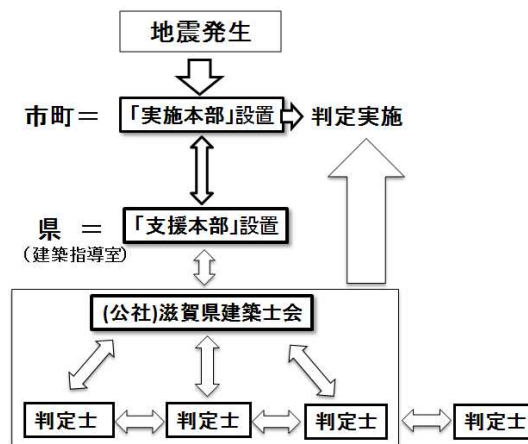 地震発生
市町＝ 「実施本部」設置 判定実施
県 ＝ 「支援本部」設置
(建築指導室)
(公社)滋賀県建築士会
判定士 判定士 判定士 判定士